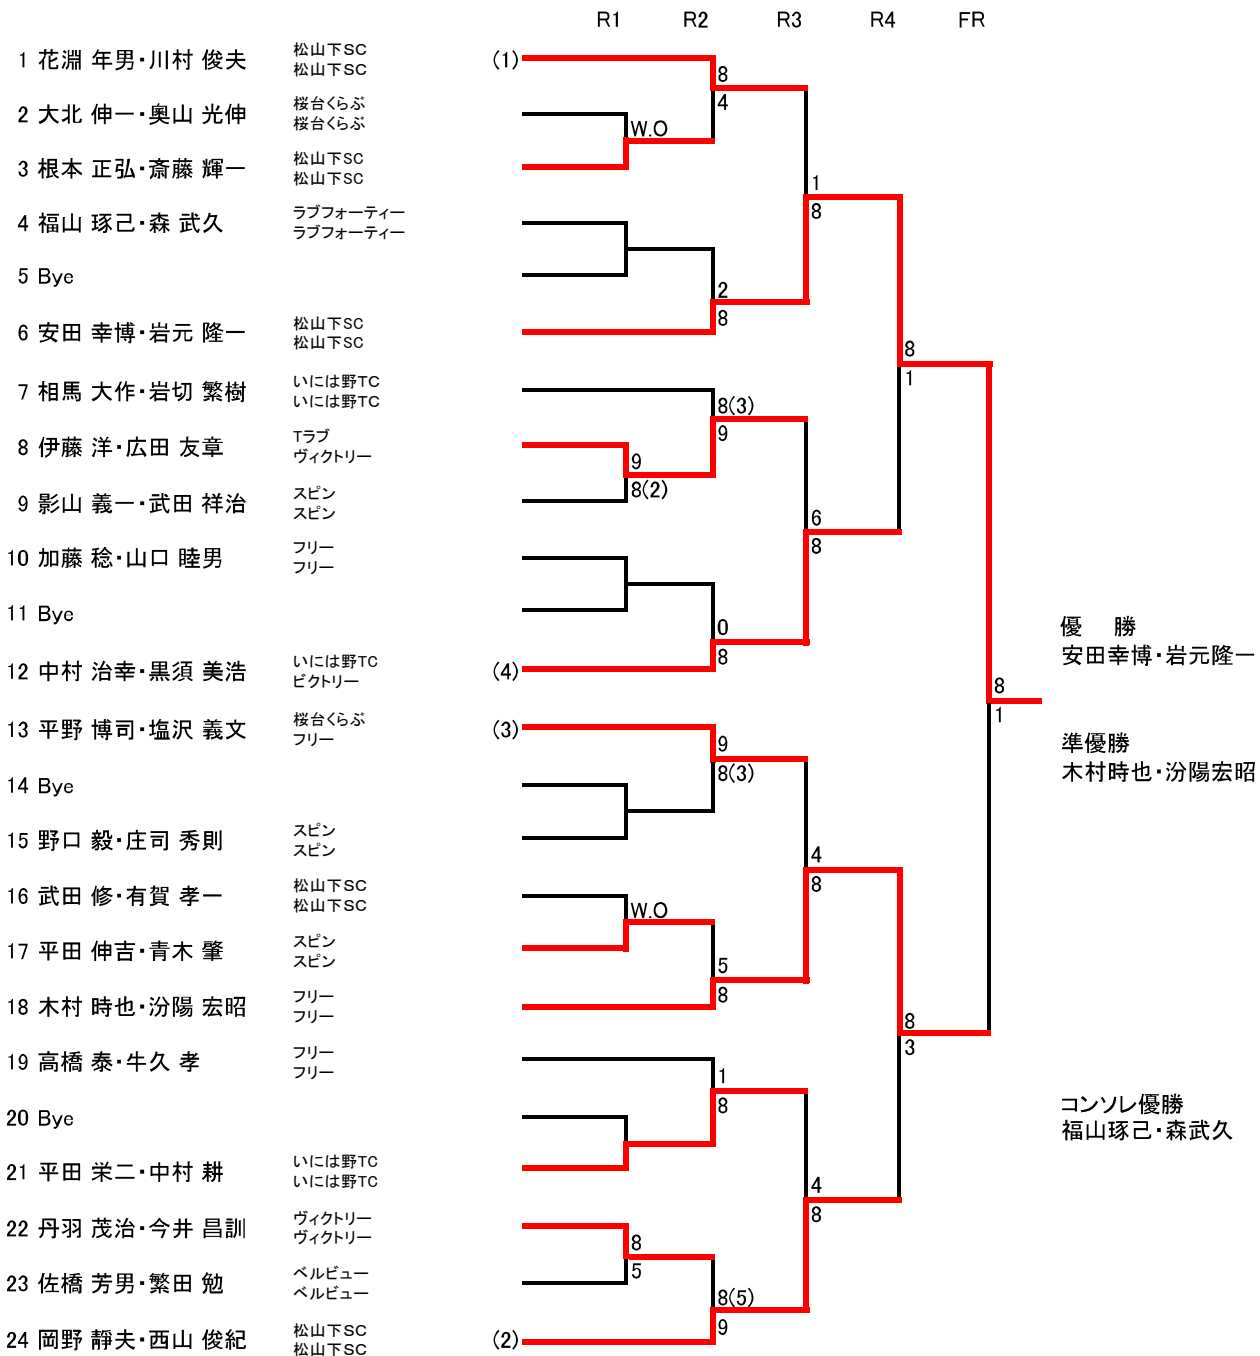 R1 R2 R3 R4 FR
1 花淵 年男・川村 俊夫 松山下SC 松山下SC (1)
8
4
2 大北 伸一・奥山 光伸 桜台くらぶ 桜台くらぶ
W.O
3 根本 正弘・斎藤 輝一 松山下SC 松山下SC
1
8
4 福山 琢己・森 武久 ラブフォーティー ラブフォーティー
5 Bye
2
8
6 安田 幸博・岩元 隆一 松山下SC 松山下SC
8
1
7 相馬 大作・岩切 繁樹 いには野TC いには野TC
8(3)
9
8 伊藤 洋・広田 友章 Tラブ ヴィクトリー
9
8(2)
9 影山 義一・武田 祥治 スピン スピン
6
8
10 加藤 稔・山口 睦男 フリー フリー
11 Bye
0
8
12 中村 治幸・黒須 美浩 いには野TC ビクトリー (4)
優 勝
安田幸博・岩元隆一
8
1
13 平野 博司・塩沢 義文 桜台くらぶ フリー (3)
9
8(3)
準優勝
木村時也・汾陽宏昭
14 Bye
15 野口 毅・庄司 秀則 スピン スピン
4
8
16 武田 修・有賀 孝一 松山下SC 松山下SC
W.O
17 平田 伸吉・青木 肇 スピン スピン
5
8
18 木村 時也・汾陽 宏昭 フリー フリー
8
3
19 高橋 泰・牛久 孝 フリー フリー
1
8
20 Bye
コンソレ優勝
福山琢己・森武久
21 平田 栄二・中村 耕 いには野TC いには野TC
4
8
22 丹羽 茂治・今井 昌訓 ヴィクトリー ヴィクトリー
8
5
23 佐橋 芳男・繁田 勉 ベルビュー ベルビュー
8(5)
9
24 岡野 靜夫・西山 俊紀 松山下SC 松山下SC (2)